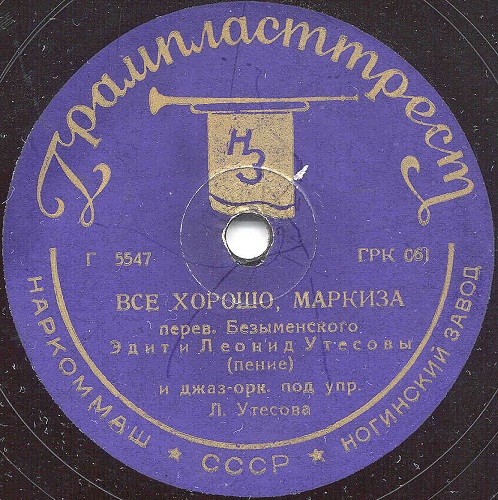 Грампласттрест
НЗ
Г 5547
ГРК 061
ВСЕ ХОРОШО, МАРКИЗА
перев. Безыменского
Эдит и Леонид Утесовы
(пение)
и джаз-орк. под упр.
Л. Утесова
НАРКОММАШ ★ СССР ★ НОГИНСКИЙ ЗАВОД